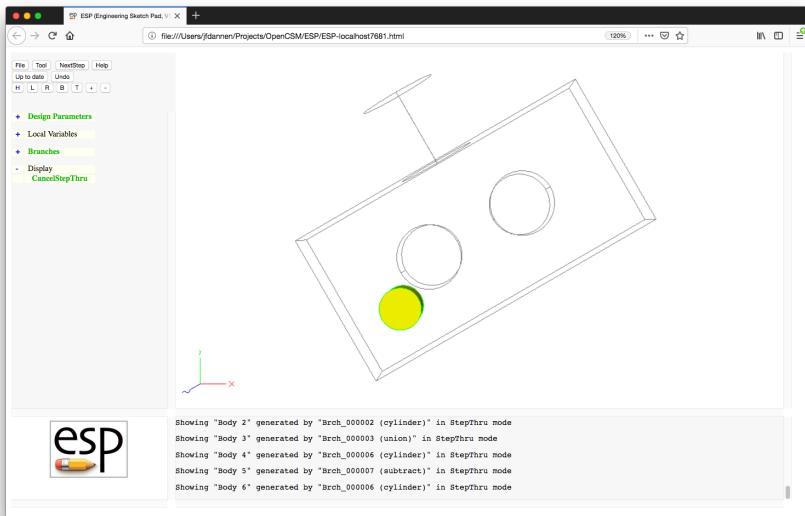 ESP (Engineering Sketch Pad, V1
file:///Users/jfdannen/Projects/OpenCSM/ESP/ESP-localhost7681.html
120%
File Tool NextStep Help
Up to date Undo
H L R B T + -
+ Design Parameters
+ Local Variables
+ Branches
- Display
CancelStepThru
X
Showing "Body 2" generated by "Brch_000002 (cylinder)" in StepThru mode
Showing "Body 3" generated by "Brch_000003 (union)" in StepThru mode
Showing "Body 4" generated by "Brch_000006 (cylinder)" in StepThru mode
Showing "Body 5" generated by "Brch_000007 (subtract)" in StepThru mode
Showing "Body 6" generated by "Brch_000006 (cylinder)" in StepThru mode
esp